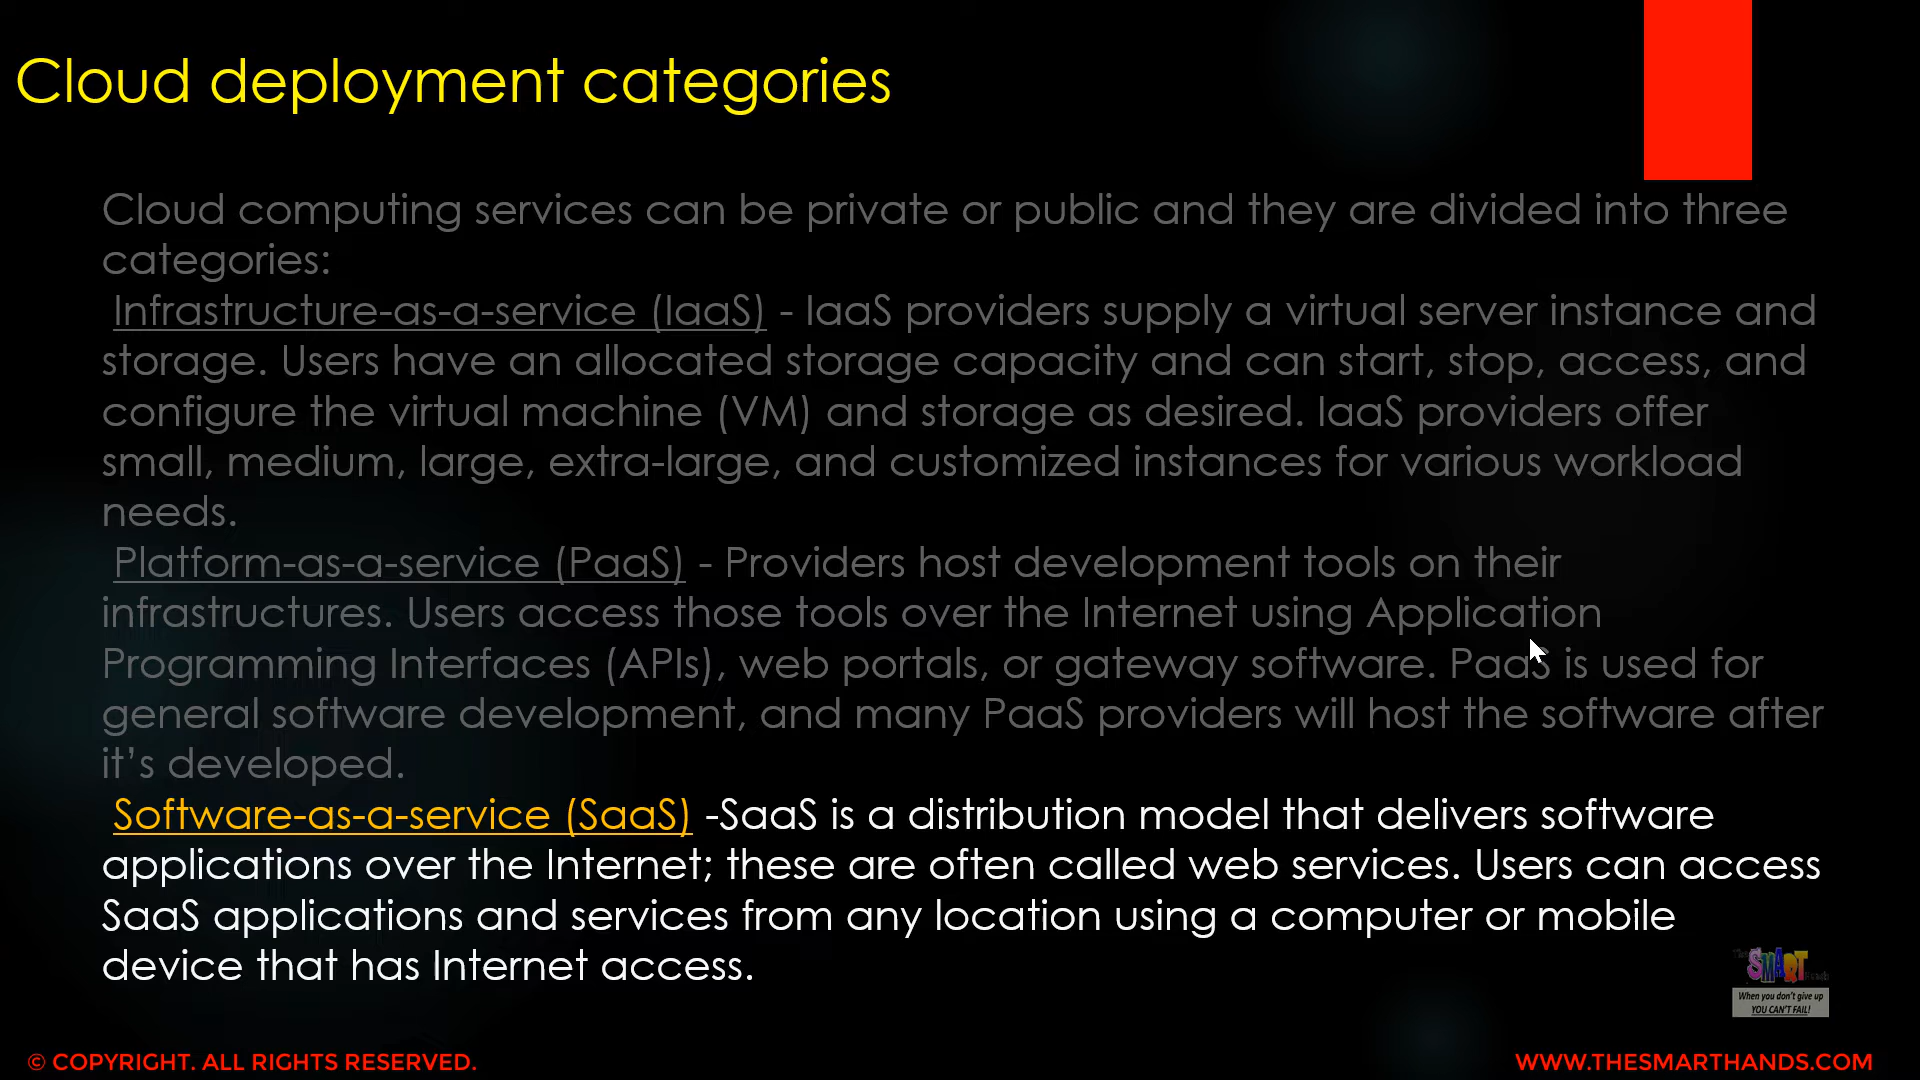 Cloud deployment categories
Cloud computing services can be private or public and they are divided into three
categories:
Infrastructure-as-a-service (IaaS) - IaaS providers supply a virtual server instance and
storage. Users have an allocated storage capacity and can start, stop, access, and
configure the virtual machine (VM) and storage as desired. IaaS providers offer
small, medium, large, extra-large, and customized instances for various workload
needs.
Platform-as-a-service (PaaS) - Providers host development tools on their
infrastructures. Users access those tools over the Internet using Application
Programming Interfaces (APIs), web portals, or gateway software. PaaS is used for
general software development, and many PaaS providers will host the software after
it’s developed.
Software-as-a-service (SaaS) -SaaS is a distribution model that delivers software
applications over the Internet; these are often called web services. Users can access
SaaS applications and services from any location using a computer or mobile
device that has Internet access.
SMART
When you don't give up
YOU CAN'T FAIL!
© COPYRIGHT. ALL RIGHTS RESERVED.
WWW.THESMARTHANDS.COM